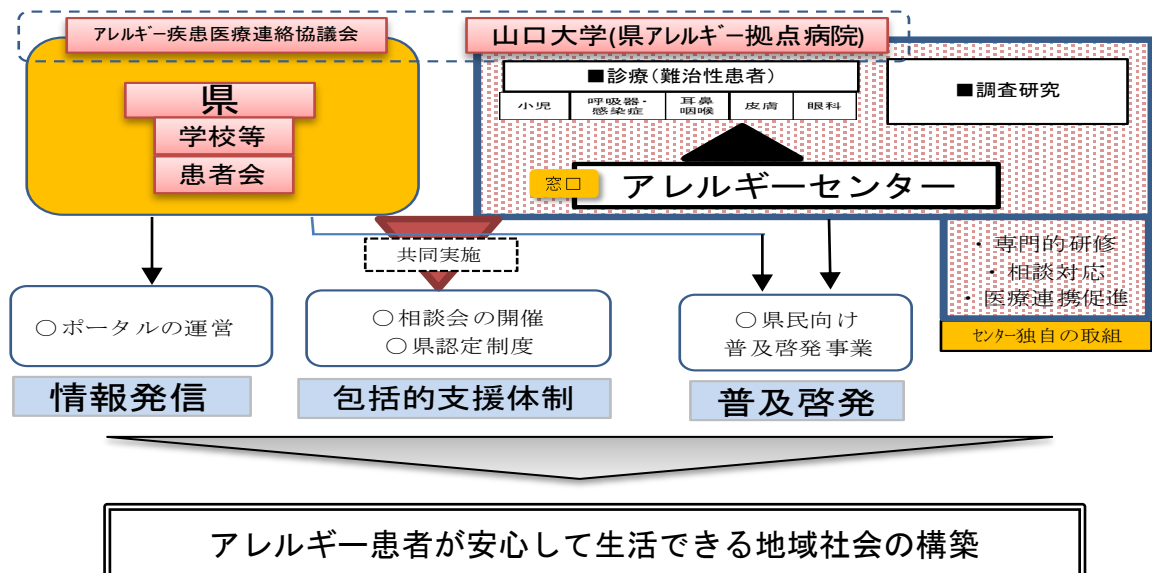 アレルギー疾患医療連絡協議会
山口大学(県アレルギー拠点病院)
県
学校等
患者会
■診療(難治性患者)
小児
呼吸器・
感染症
耳鼻
咽喉
皮膚
眼科
■調査研究
窓口
アレルギーセンター
・専門的研修
・相談対応
・医療連携促進
センター独自の取組
共同実施
○ポータルの運営
○相談会の開催
○県認定制度
○県民向け
普及啓発事業
情報発信
包括的支援体制
普及啓発
アレルギー患者が安心して生活できる地域社会の構築